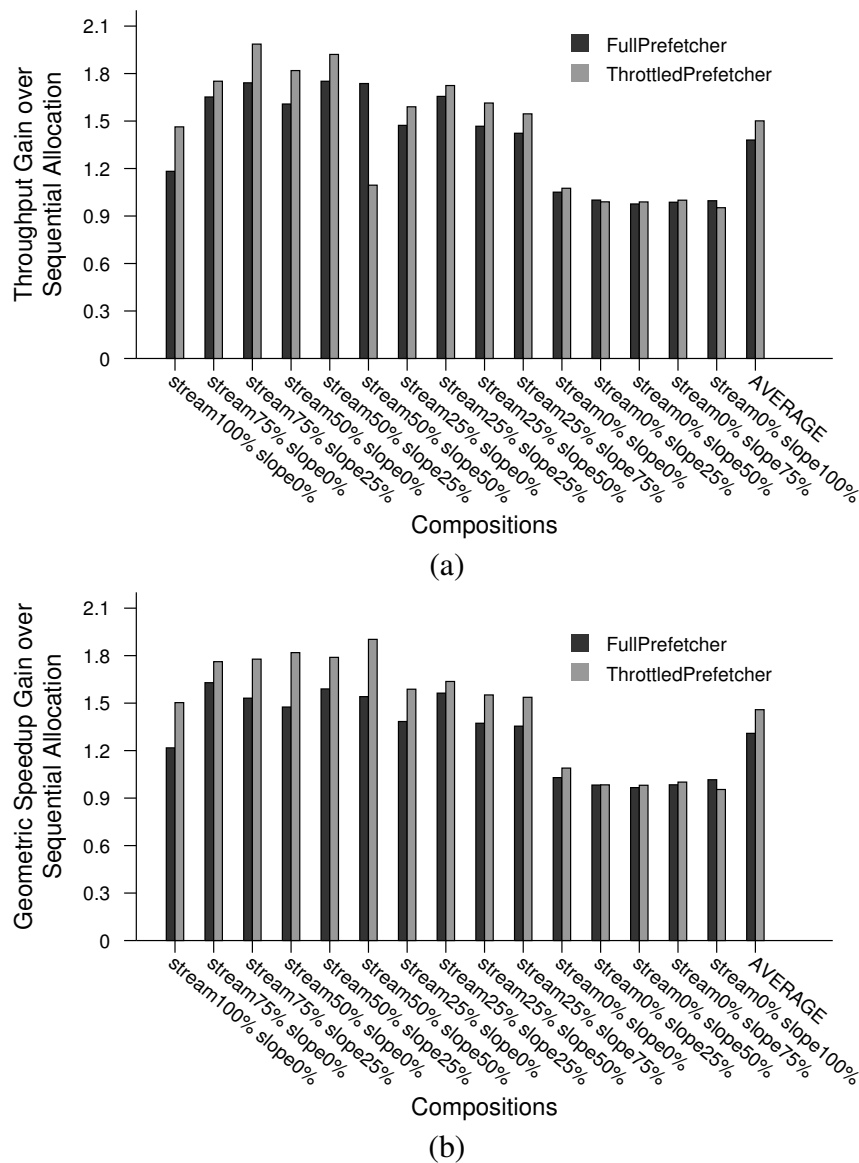 2.1
1.8
1.5
1.2
0.9
0.6
0.3
0
Throughput Gain over
Sequential Allocation
FullPrefetcher
ThrottledPrefetcher
stream100% slope0%
stream75% slope0%
stream75% slope25%
stream50% slope0%
stream50% slope25%
stream50% slope50%
stream25% slope0%
stream25% slope25%
stream25% slope50%
stream25% slope75%
stream0% slope0%
stream0% slope25%
stream0% slope50%
stream0% slope75%
stream0% slope100%
AVERAGE
Compositions
(a)
2.1
1.8
1.5
1.2
0.9
0.6
0.3
0
Geometric Speedup Gain over
Sequential Allocation
FullPrefetcher
ThrottledPrefetcher
stream100% slope0%
stream75% slope0%
stream75% slope25%
stream50% slope0%
stream50% slope25%
stream50% slope50%
stream25% slope0%
stream25% slope25%
stream25% slope50%
stream25% slope75%
stream0% slope0%
stream0% slope25%
stream0% slope50%
stream0% slope75%
stream0% slope100%
AVERAGE
Compositions
(b)